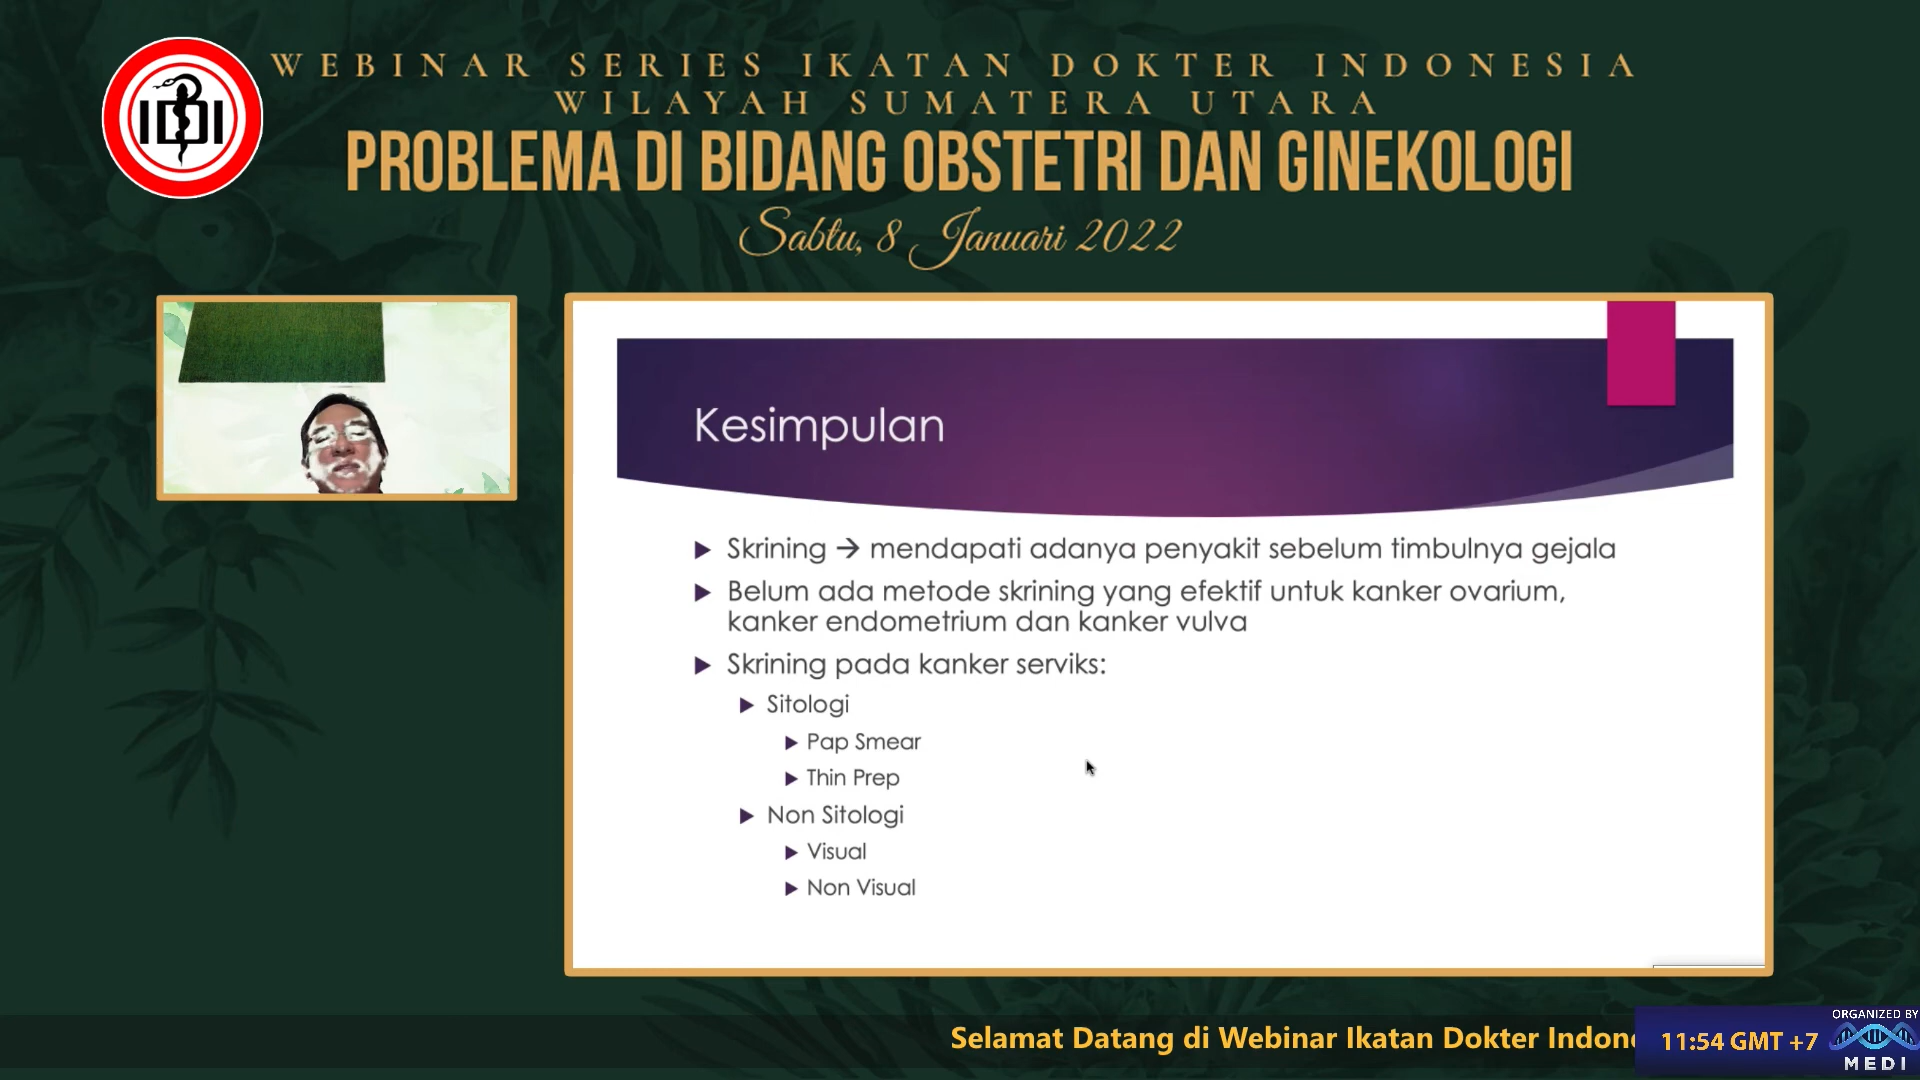 WEBINAR SERIES IKATAN DOKTER INDONESIA
WILAYAH SUMATERA UTARA
PROBLEMA DI BIDANG OBSTETRI DAN GINEKOLOGI
Sabtu, 8 Januari 2022
IDI
Kesimpulan
Skrining → mendapati adanya penyakit sebelum timbulnya gejala
Belum ada metode skrining yang efektif untuk kanker ovarium,
kanker endometrium dan kanker vulva
Skrining pada kanker serviks:
Sitologi
Pap Smear
Thin Prep
Non Sitologi
Visual
Non Visual
Selamat Datang di Webinar Ikatan Dokter Indone
11:54 GMT +7
ORGANIZED BY
MEDI